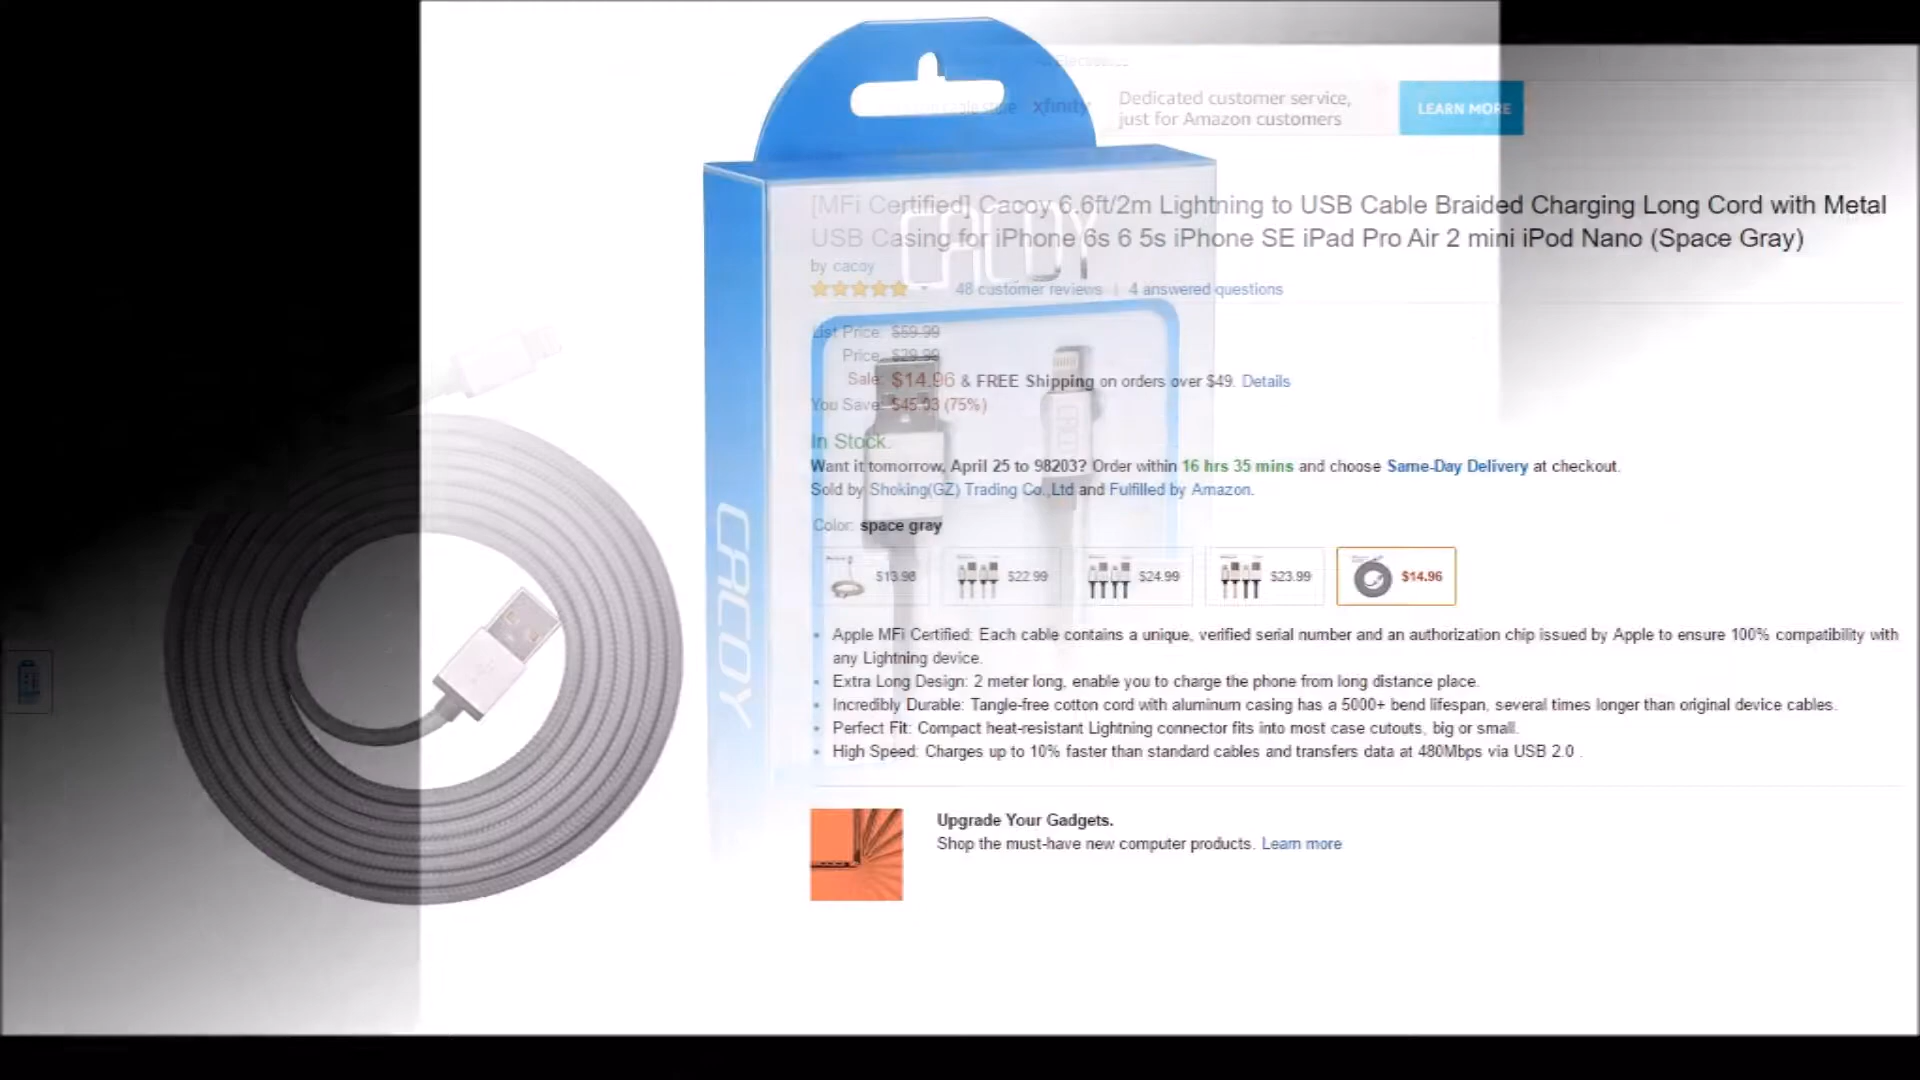 xfinity
Dedicated customer service,
just for Amazon customers
LEARN MORE
[MFi Certified] Cacoy 6.6ft/2m Lightning to USB Cable Braided Charging Long Cord with Metal
USB Casing for iPhone 6s 6 5s iPhone SE iPad Pro Air 2 mini iPod Nano (Space Gray)
CACOY
by cacoy
48 customer reviews | 4 answered questions
List Price: $59.99
Price: $29.99
Sale: $14.96 & FREE Shipping on orders over $49. Details
You Save: $45.03 (75%)
In Stock.
Want it tomorrow, April 25 to 98203? Order within 16 hrs 35 mins and choose Same-Day Delivery at checkout.
Sold by Shoking(GZ) Trading Co.,Ltd and Fulfilled by Amazon.
Color: space gray
$13.96 $22.99 $24.99 $23.99 $14.96
CACOY
• Apple MFi Certified: Each cable contains a unique, verified serial number and an authorization chip issued by Apple to ensure 100% compatibility with
any Lightning device.
• Extra Long Design: 2 meter long, enable you to charge the phone from long distance place.
• Incredibly Durable: Tangle-free cotton cord with aluminum casing has a 5000+ bend lifespan, several times longer than original device cables.
• Perfect Fit: Compact heat-resistant Lightning connector fits into most case cutouts, big or small.
• High Speed: Charges up to 10% faster than standard cables and transfers data at 480Mbps via USB 2.0 .
Upgrade Your Gadgets.
Shop the must-have new computer products. Learn more